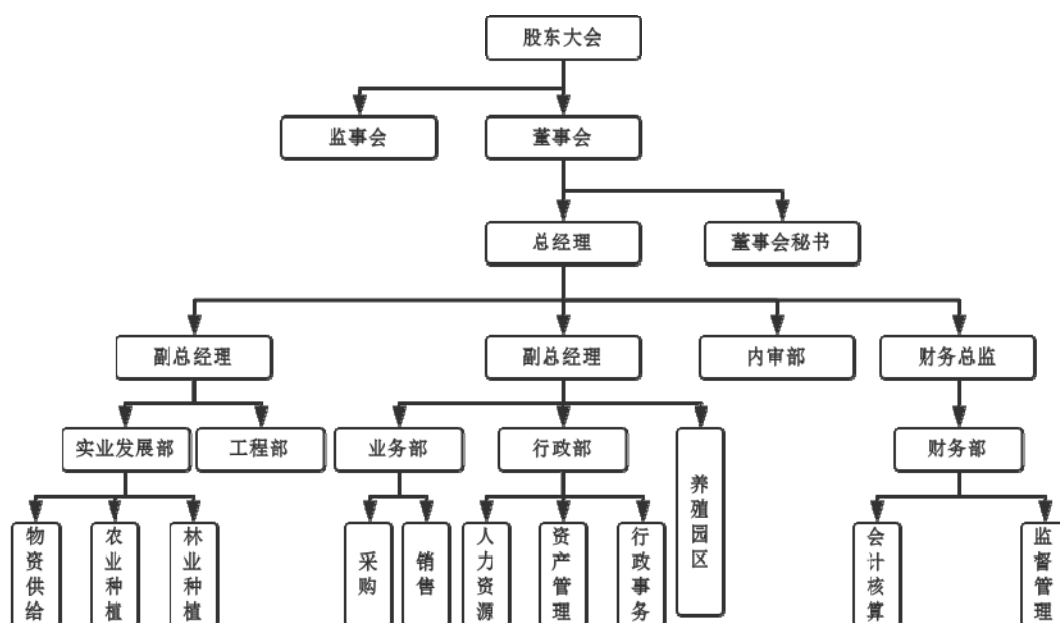 股东大会
监事会
董事会
总经理
董事会秘书
副总经理
副总经理
内审部
财务总监
实业发展部
工程部
业务部
行政部
养殖园区
财务部
物资供给
农业种植
林业种植
采购
销售
人力资源
资产管理
行政事务
会计核算
监督管理